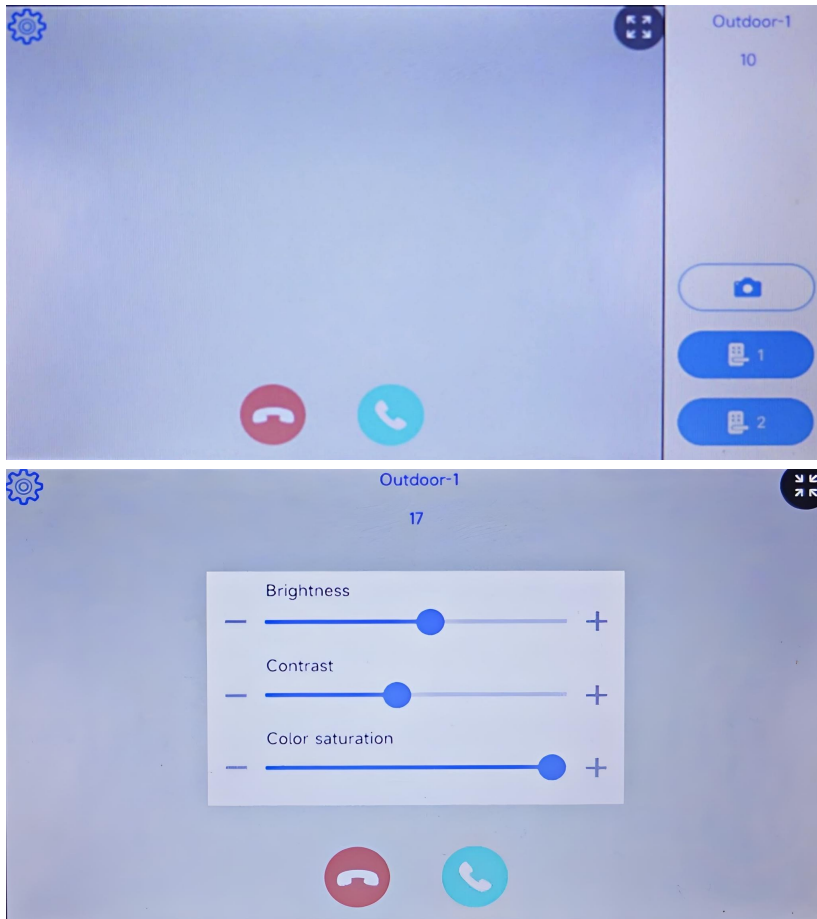 Outdoor-1
10
1
2
Outdoor-1
17
Brightness
Contrast
Color saturation